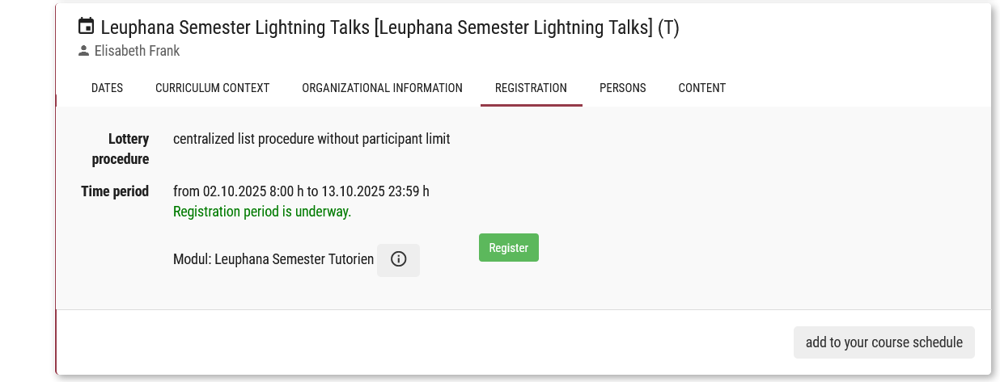 Leuphana Semester Lightning Talks [Leuphana Semester Lightning Talks] (T)
Elisabeth Frank
DATES CURRICULUM CONTEXT ORGANIZATIONAL INFORMATION REGISTRATION PERSONS CONTENT
Lottery procedure centralized list procedure without participant limit
Time period from 02.10.2025 8:00 h to 13.10.2025 23:59 h
Registration period is underway.
Register
Modul: Leuphana Semester Tutorien
add to your course schedule